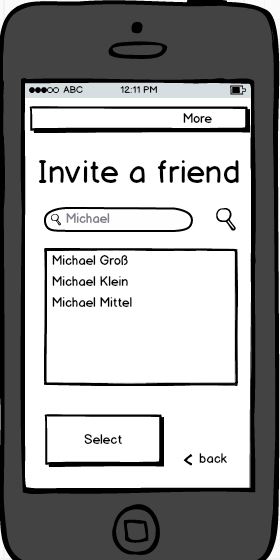 ABC 12:11 PM
More
Invite a friend
Michael
Michael Groß
Michael Klein
Michael Mittel
Select
back